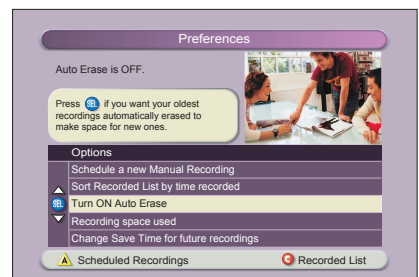 Preferences
Auto Erase is OFF.
Press SEL if you want your oldest
recordings automatically erased to
make space for new ones.
Options
Schedule a new Manual Recording
Sort Recorded List by time recorded
SEL Turn ON Auto Erase
Recording space used
Change Save Time for future recordings
A Scheduled Recordings C Recorded List